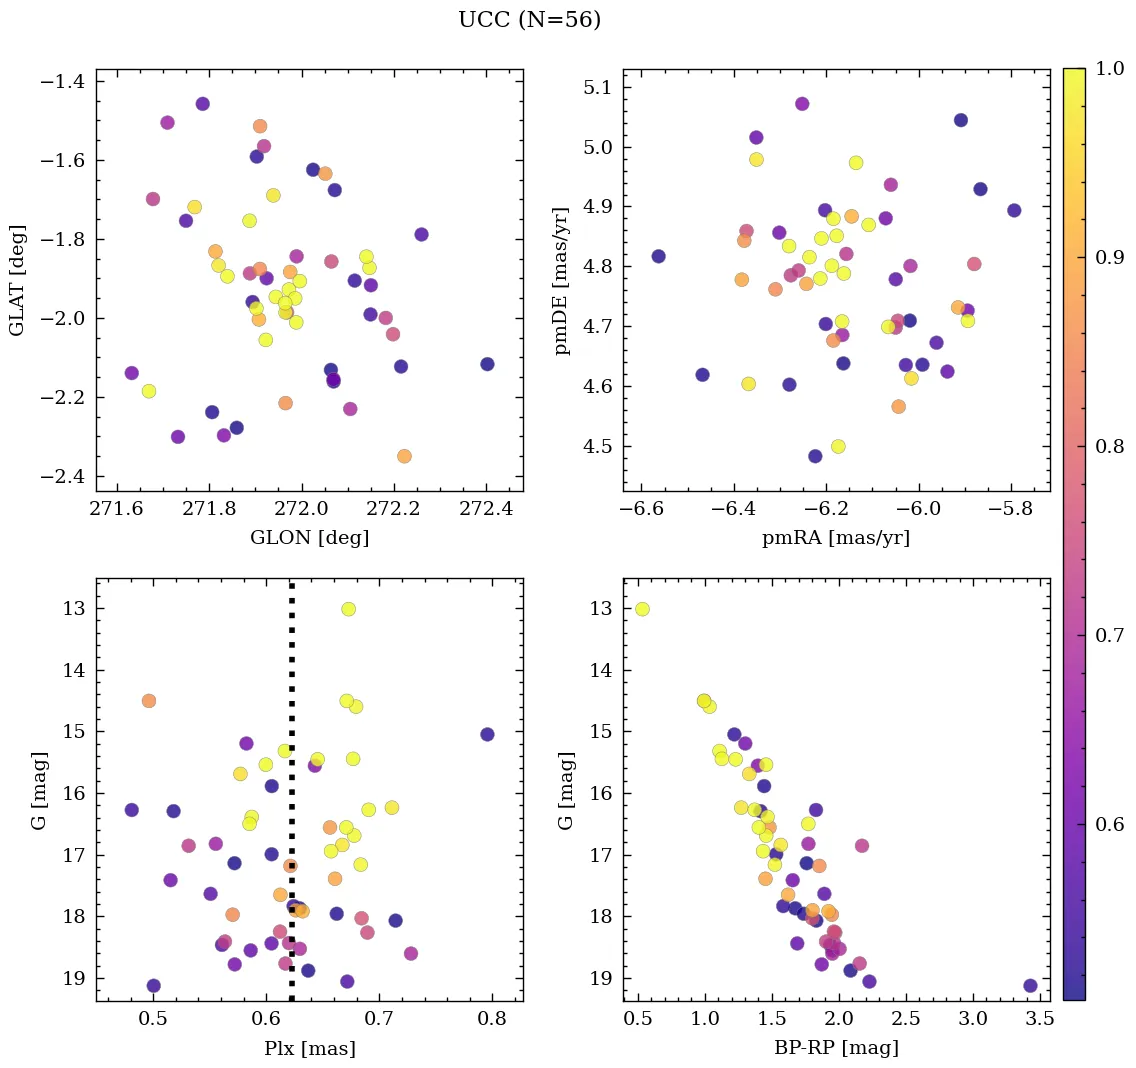 UCC (N=56)
−1.4
−1.6
−1.8
−2.0
−2.2
−2.4
GLAT [deg]
271.6 271.8 272.0 272.2 272.4
GLON [deg]
5.1
5.0
4.9
4.8
4.7
4.6
4.5
pmDE [mas/yr]
−6.6 −6.4 −6.2 −6.0 −5.8
pmRA [mas/yr]
1.0
0.9
0.8
0.7
0.6
13
14
15
16
17
18
19
G [mag]
0.5 0.6 0.7 0.8
Plx [mas]
13
14
15
16
17
18
19
G [mag]
0.5 1.0 1.5 2.0 2.5 3.0 3.5
BP-RP [mag]